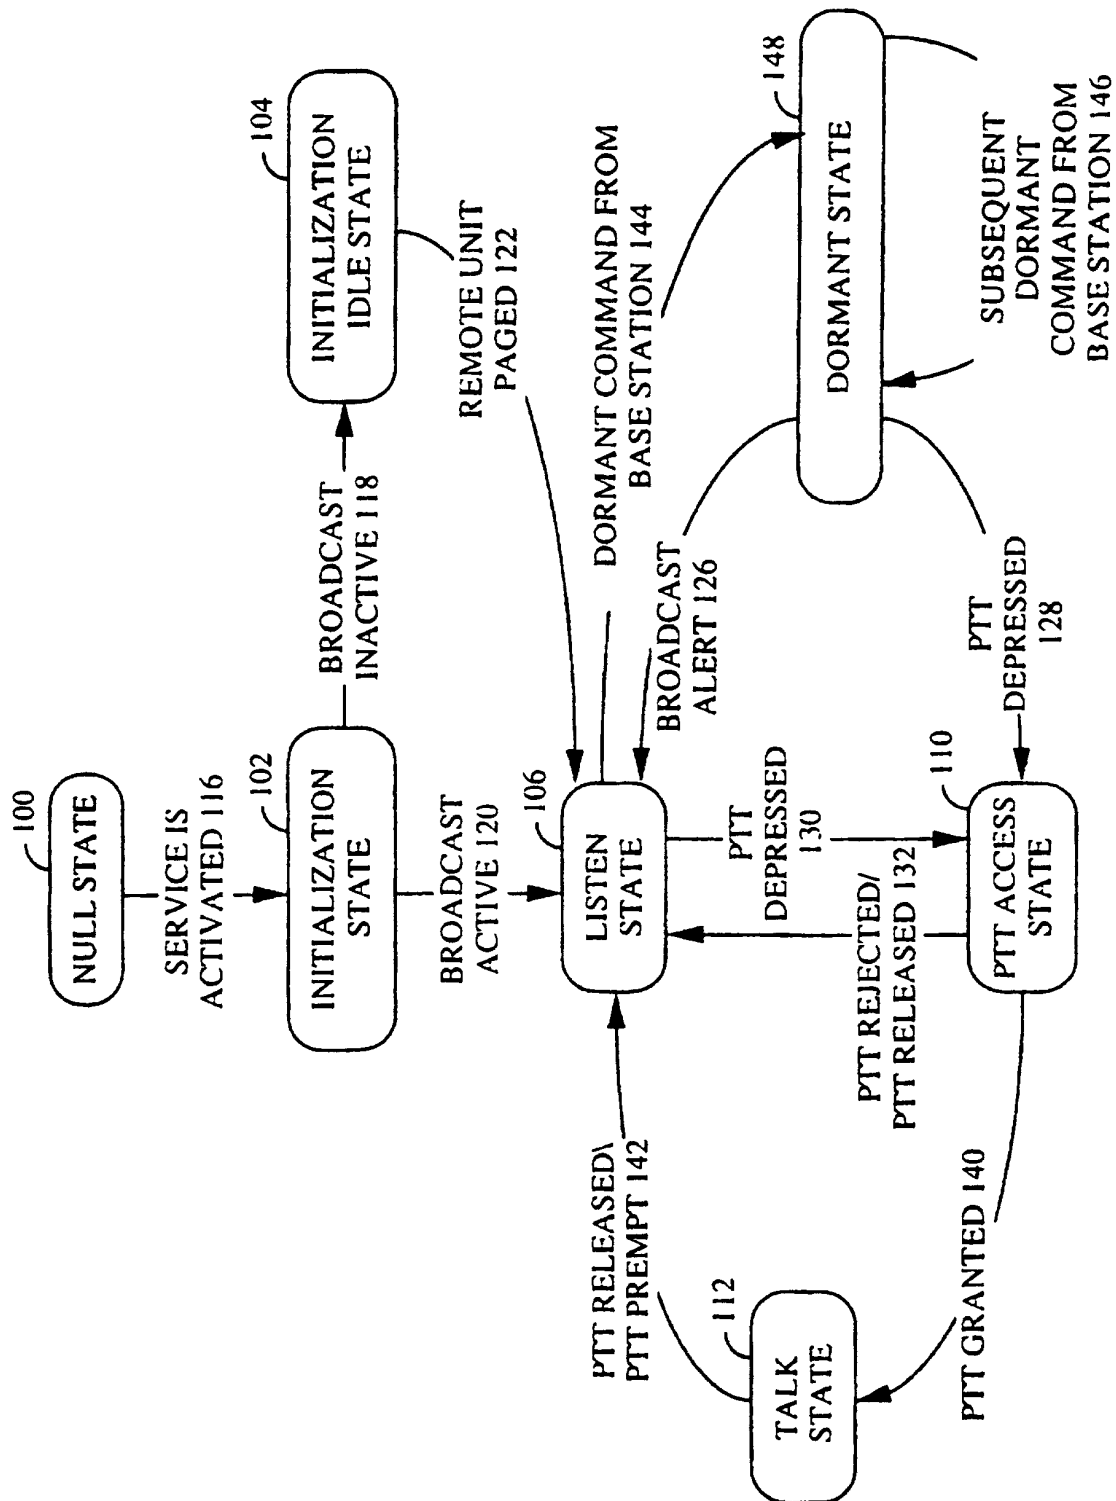 100
NULL STATE
SERVICE IS
ACTIVATED 116
102
INITIALIZATION
STATE
BROADCAST
INACTIVE 118
104
INITIALIZATION
IDLE STATE
BROADCAST
ACTIVE 120
REMOTE UNIT
PAGED 122
106
LISTEN
STATE
DORMANT COMMAND FROM
BASE STATION 144
148
DORMANT STATE
BROADCAST
ALERT 126
SUBSEQUENT
DORMANT
COMMAND FROM
BASE STATION 146
PTT
DEPRESSED
128
PTT
DEPRESSED
130
110
PTT ACCESS
STATE
PTT REJECTED/
PTT RELEASED 132
PTT RELEASED\
PTT PREMPT 142
112
TALK
STATE
PTT GRANTED 140